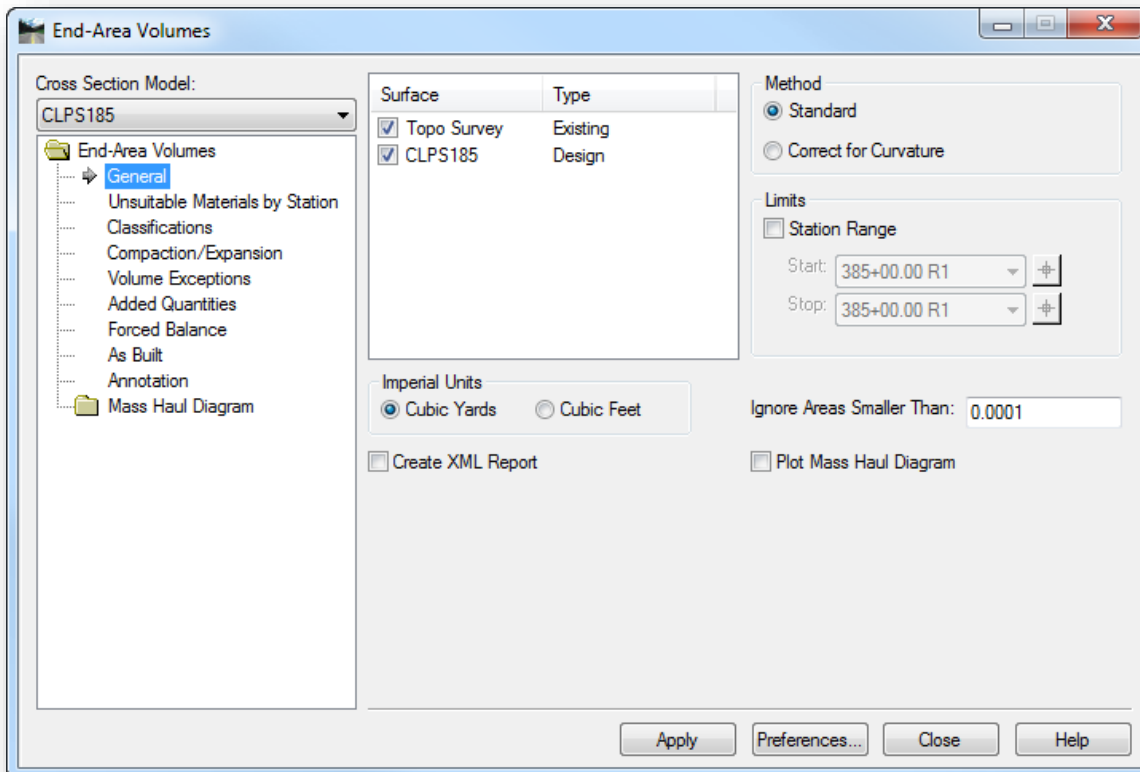 End-Area Volumes
Cross Section Model:
CLPS185
End-Area Volumes
General
Unsuitable Materials by Station
Classifications
Compaction/Expansion
Volume Exceptions
Added Quantities
Forced Balance
As Built
Annotation
Mass Haul Diagram
Surface Type
Topo Survey Existing
CLPS185 Design
Method
Standard
Correct for Curvature
Limits
Station Range
Start: 385+00.00 R1
Stop: 385+00.00 R1
Imperial Units
Cubic Yards Cubic Feet
Ignore Areas Smaller Than: 0.0001
Create XML Report
Plot Mass Haul Diagram
Apply Preferences... Close Help